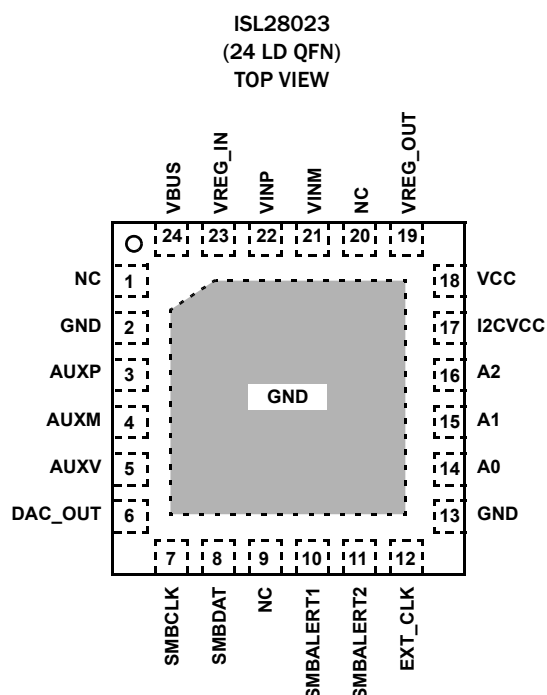 ISL28023
(24 LD QFN)
TOP VIEW
VBUS
VREG_IN
VINP
VINM
NC
VREG_OUT
24 23 22 21 20 19
NC 1
GND 2
AUXP 3
AUXM 4
AUXV 5
DAC_OUT 6
GND
18 VCC
17 I2CVCC
16 A2
15 A1
14 A0
13 GND
7 8 9 10 11 12
SMBCLK
SMBDAT
NC
SMBALERT1
SMBALERT2
EXT_CLK